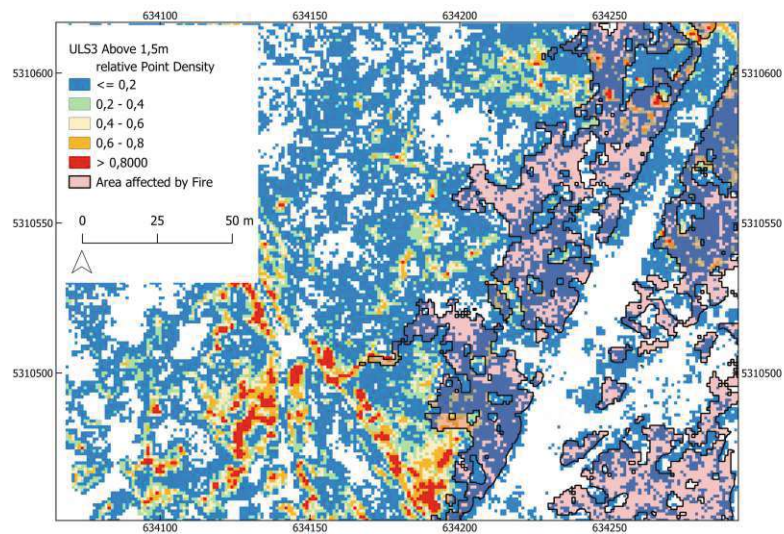 634100 634150 634200 634250
ULS3 Above 1,5m
relative Point Density
<= 0,2
0,2 - 0,4
0,4 - 0,6
0,6 - 0,8
> 0,8000
Area affected by Fire
0 25 50 m
5310600 5310600
5310550 5310550
5310500 5310500
634100 634150 634200 634250